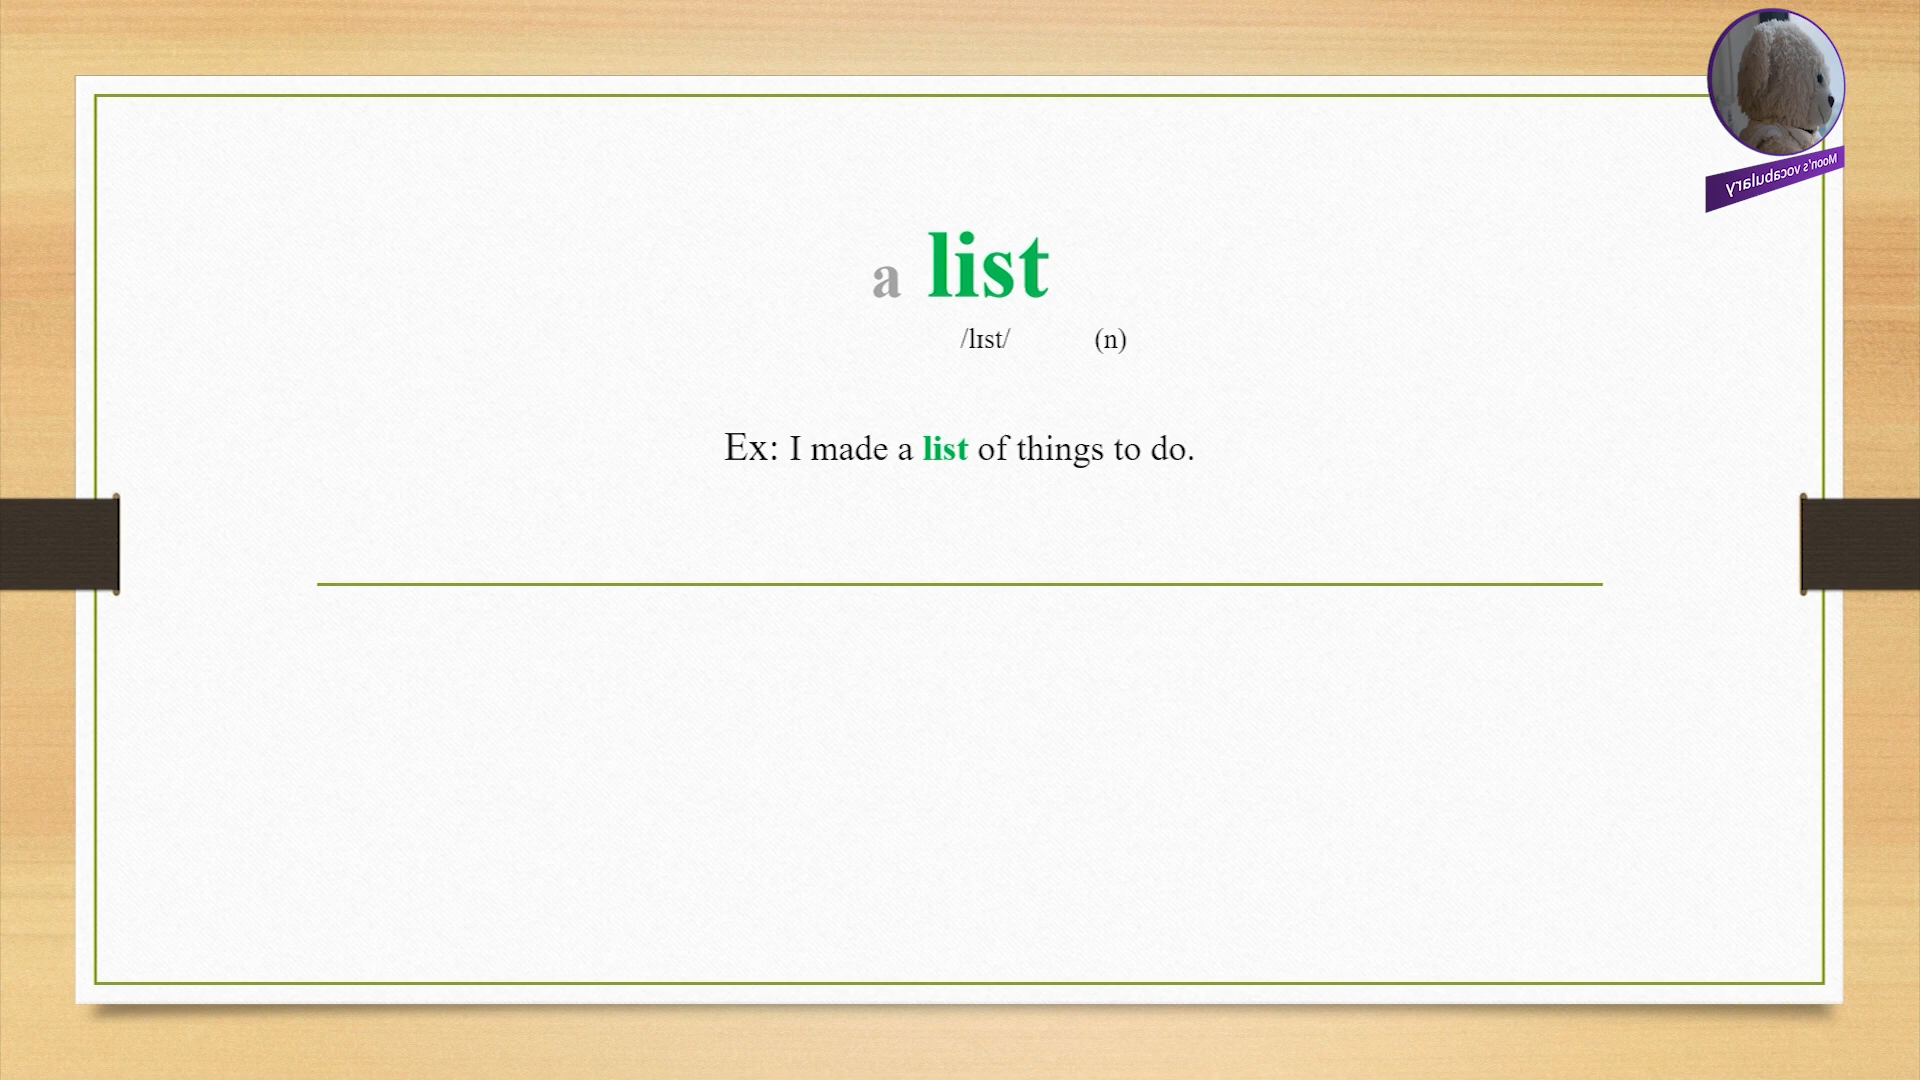 Moon's vocabulary
a list
/lɪst/ (n)
Ex: I made a list of things to do.